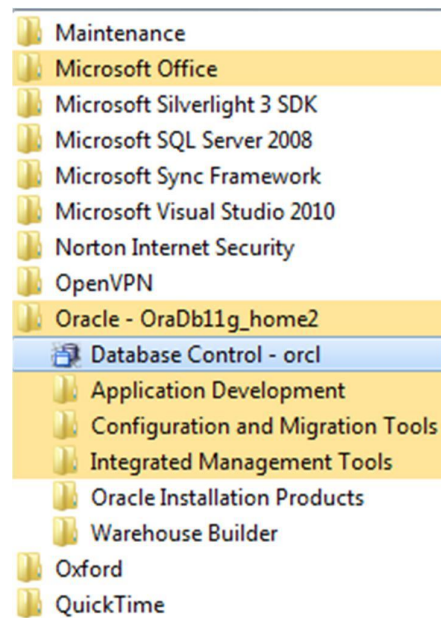 Maintenance
Microsoft Office
Microsoft Silverlight 3 SDK
Microsoft SQL Server 2008
Microsoft Sync Framework
Microsoft Visual Studio 2010
Norton Internet Security
OpenVPN
Oracle - OraDb11g_home2
Database Control - orcl
Application Development
Configuration and Migration Tools
Integrated Management Tools
Oracle Installation Products
Warehouse Builder
Oxford
QuickTime